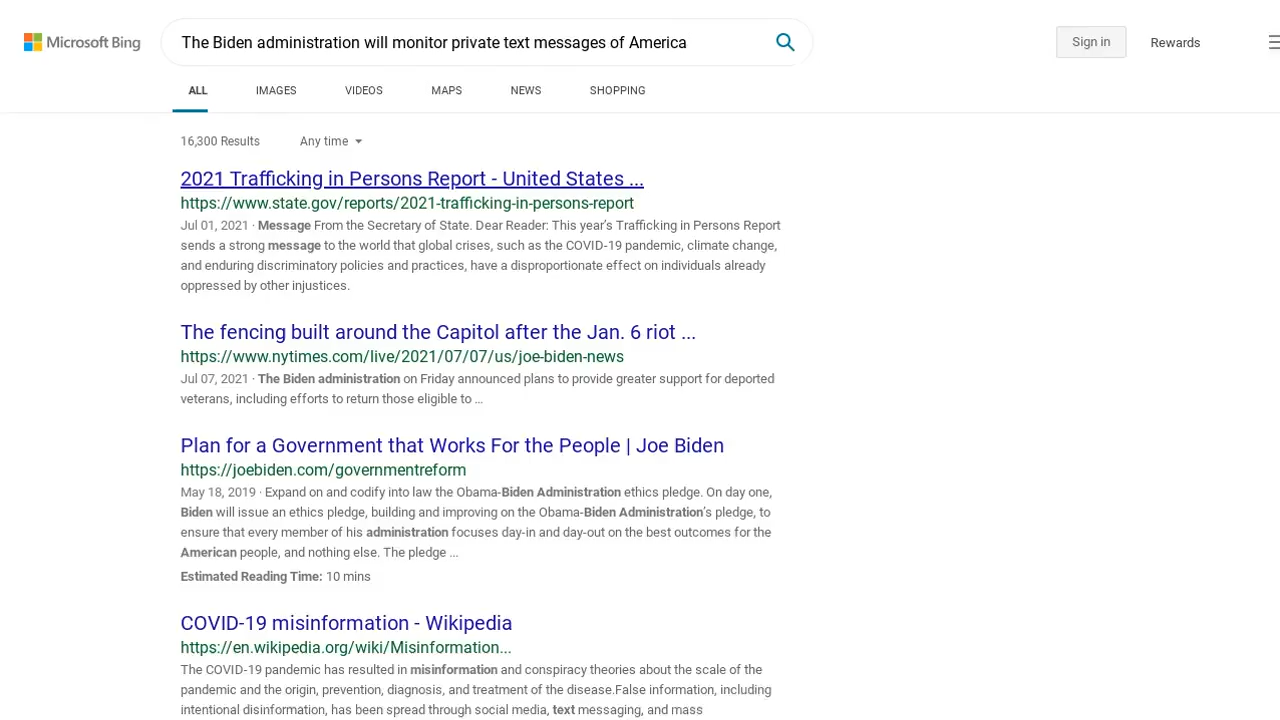 Microsoft Bing
The Biden administration will monitor private text messages of America
Sign in
Rewards
ALL
IMAGES
VIDEOS
MAPS
NEWS
SHOPPING
16,300 Results
Any time
2021 Trafficking in Persons Report - United States ...
https://www.state.gov/reports/2021-trafficking-in-persons-report
Jul 01, 2021 · Message From the Secretary of State. Dear Reader: This year’s Trafficking in Persons Report
sends a strong message to the world that global crises, such as the COVID-19 pandemic, climate change,
and enduring discriminatory policies and practices, have a disproportionate effect on individuals already
oppressed by other injustices.
The fencing built around the Capitol after the Jan. 6 riot ...
https://www.nytimes.com/live/2021/07/07/us/joe-biden-news
Jul 07, 2021 · The Biden administration on Friday announced plans to provide greater support for deported
veterans, including efforts to return those eligible to ...
Plan for a Government that Works For the People | Joe Biden
https://joebiden.com/governmentreform
May 18, 2019 · Expand on and codify into law the Obama-Biden Administration ethics pledge. On day one,
Biden will issue an ethics pledge, building and improving on the Obama-Biden Administration’s pledge, to
ensure that every member of his administration focuses day-in and day-out on the best outcomes for the
American people, and nothing else. The pledge ...
Estimated Reading Time: 10 mins
COVID-19 misinformation - Wikipedia
https://en.wikipedia.org/wiki/Misinformation...
The COVID-19 pandemic has resulted in misinformation and conspiracy theories about the scale of the
pandemic and the origin, prevention, diagnosis, and treatment of the disease.False information, including
intentional disinformation, has been spread through social media, text messaging, and mass